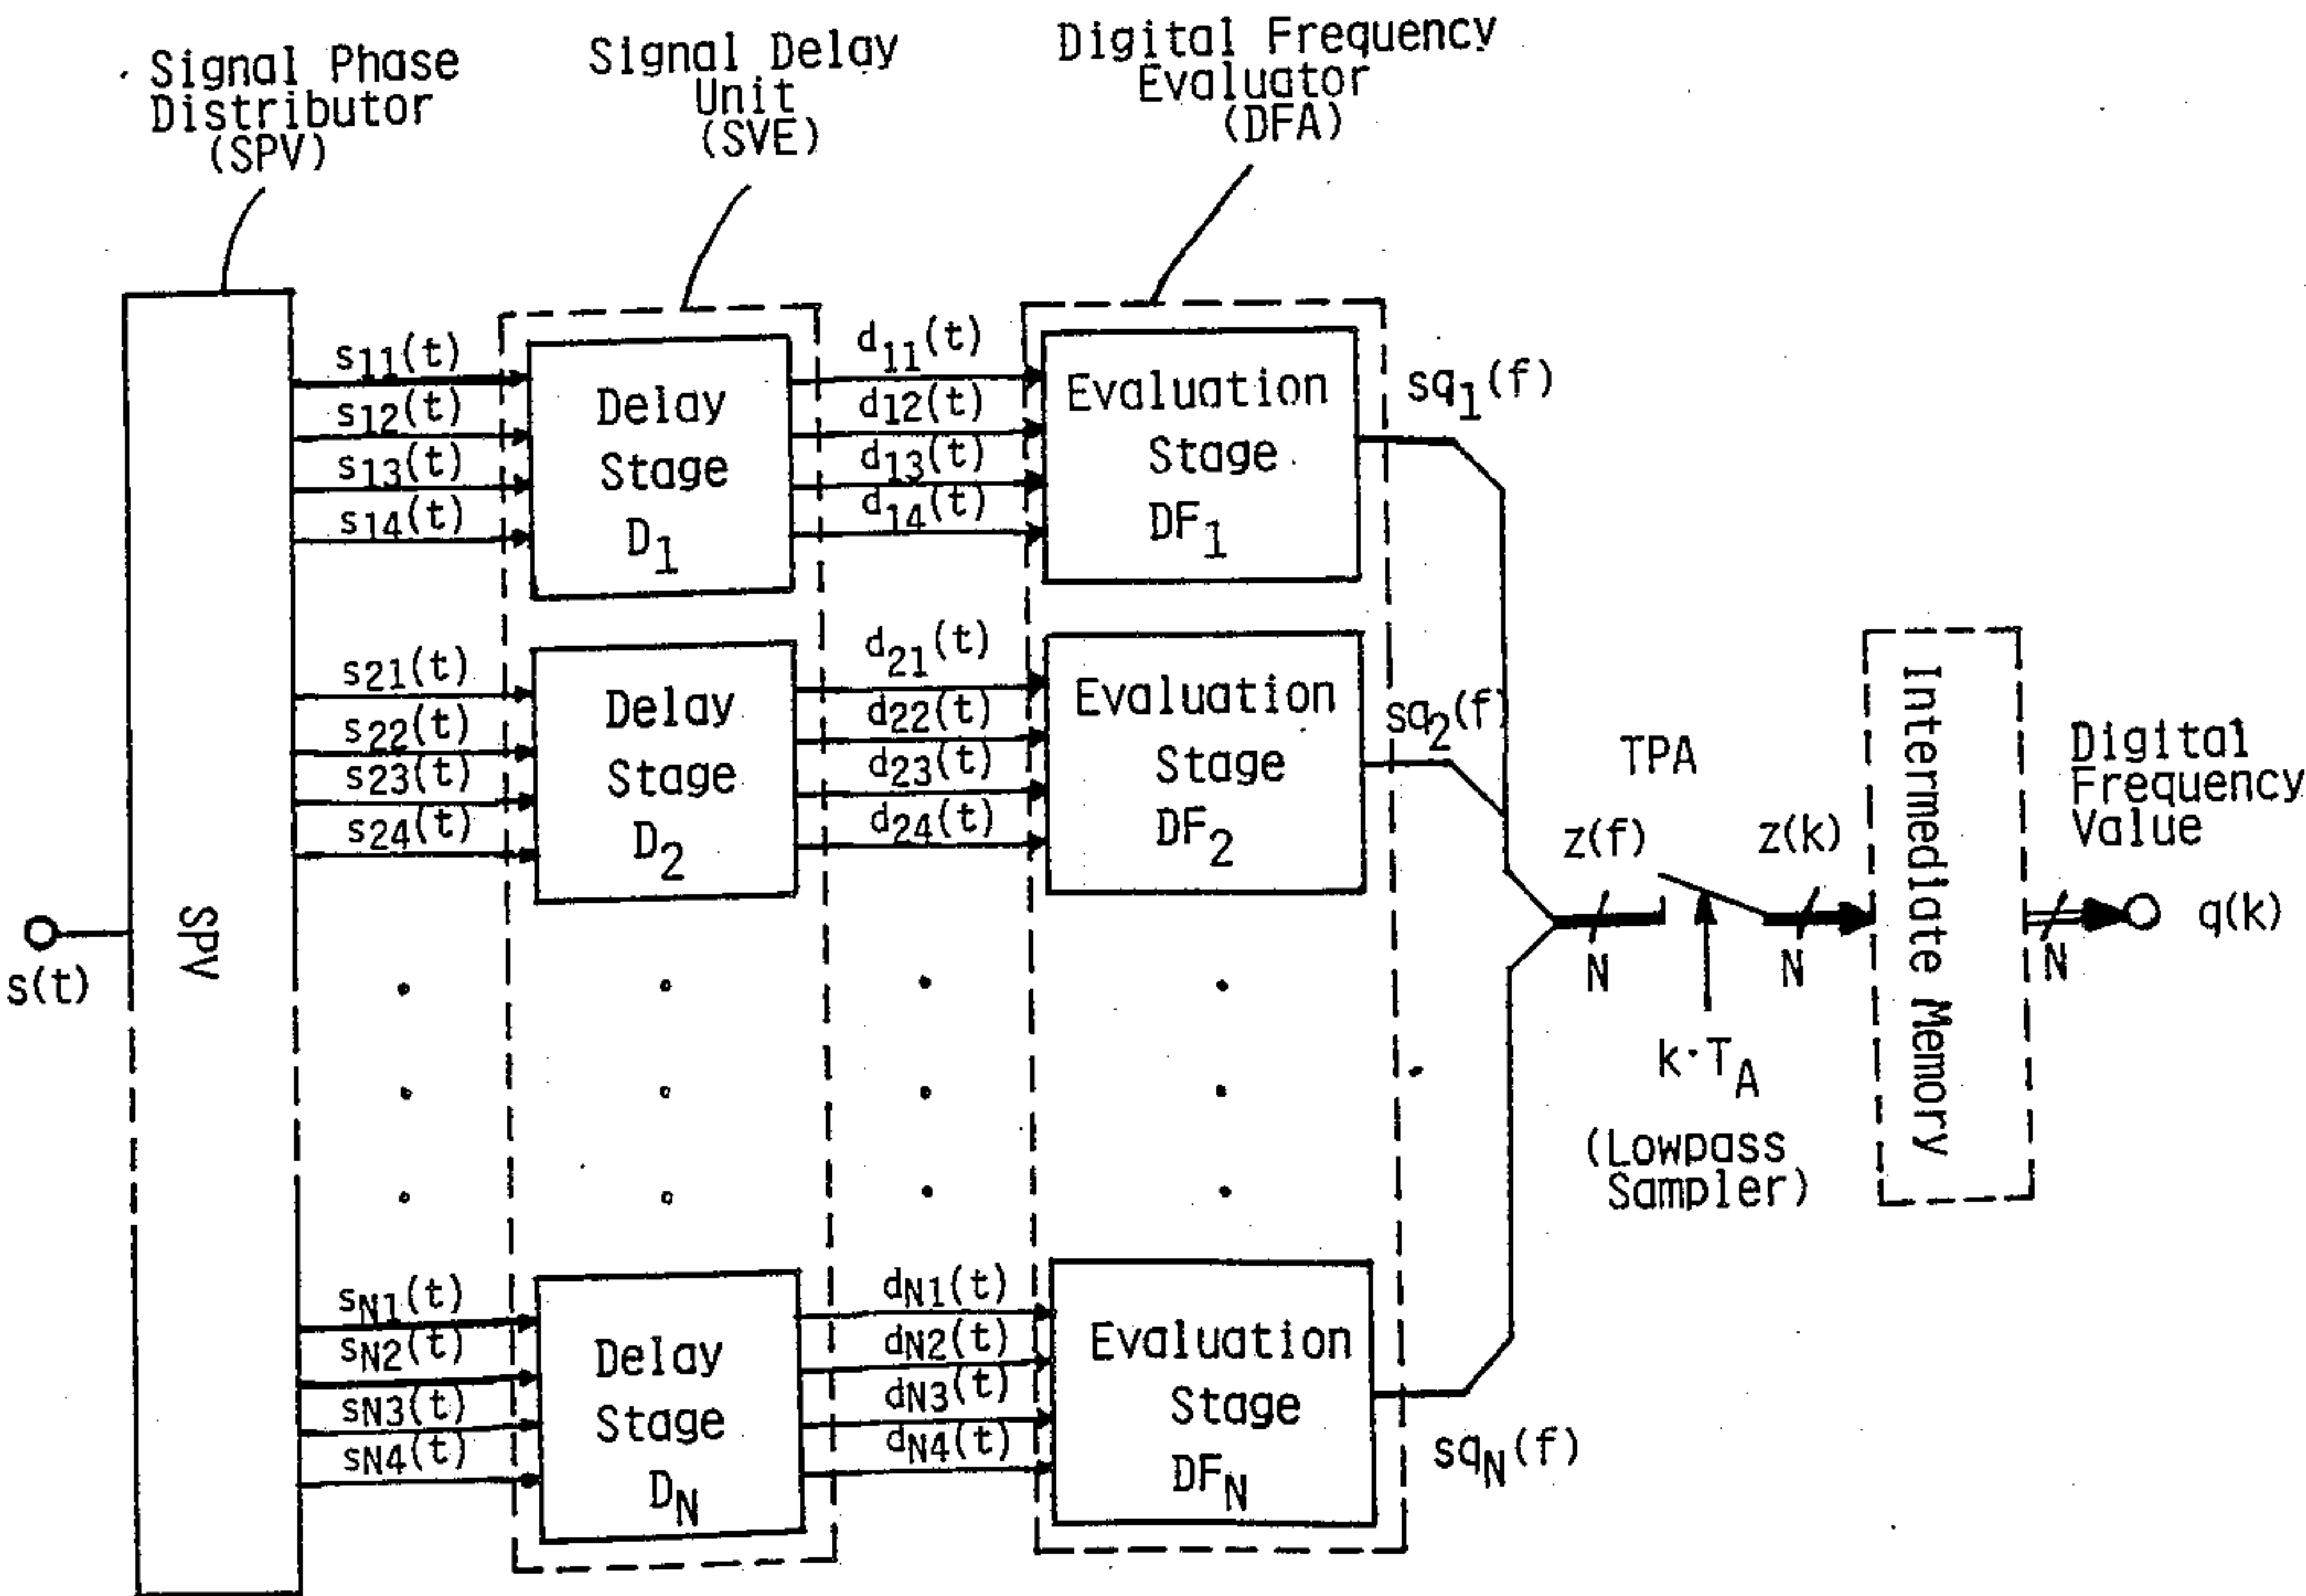 Signal Phase
Distributor
(SPV)
Signal Delay
Unit
(SVE)
Digital Frequency
Evaluator
(DFA)
s11(t)
s12(t)
s13(t)
s14(t)
Delay
Stage
D1
d11(t)
d12(t)
d13(t)
d14(t)
Evaluation
Stage
DF1
sq1(f)
s21(t)
s22(t)
s23(t)
s24(t)
Delay
Stage
D2
d21(t)
d22(t)
d23(t)
d24(t)
Evaluation
Stage
DF2
sq2(f)
SPV
s(t)
TPA
z(f)
N
z(k)
N
k·TA
(Lowpass
Sampler)
Intermediate Memory
N
Digital
Frequency
Value
q(k)
sN1(t)
sN2(t)
sN3(t)
sN4(t)
Delay
Stage
DN
dN1(t)
dN2(t)
dN3(t)
dN4(t)
Evaluation
Stage
DFN
sqN(f)